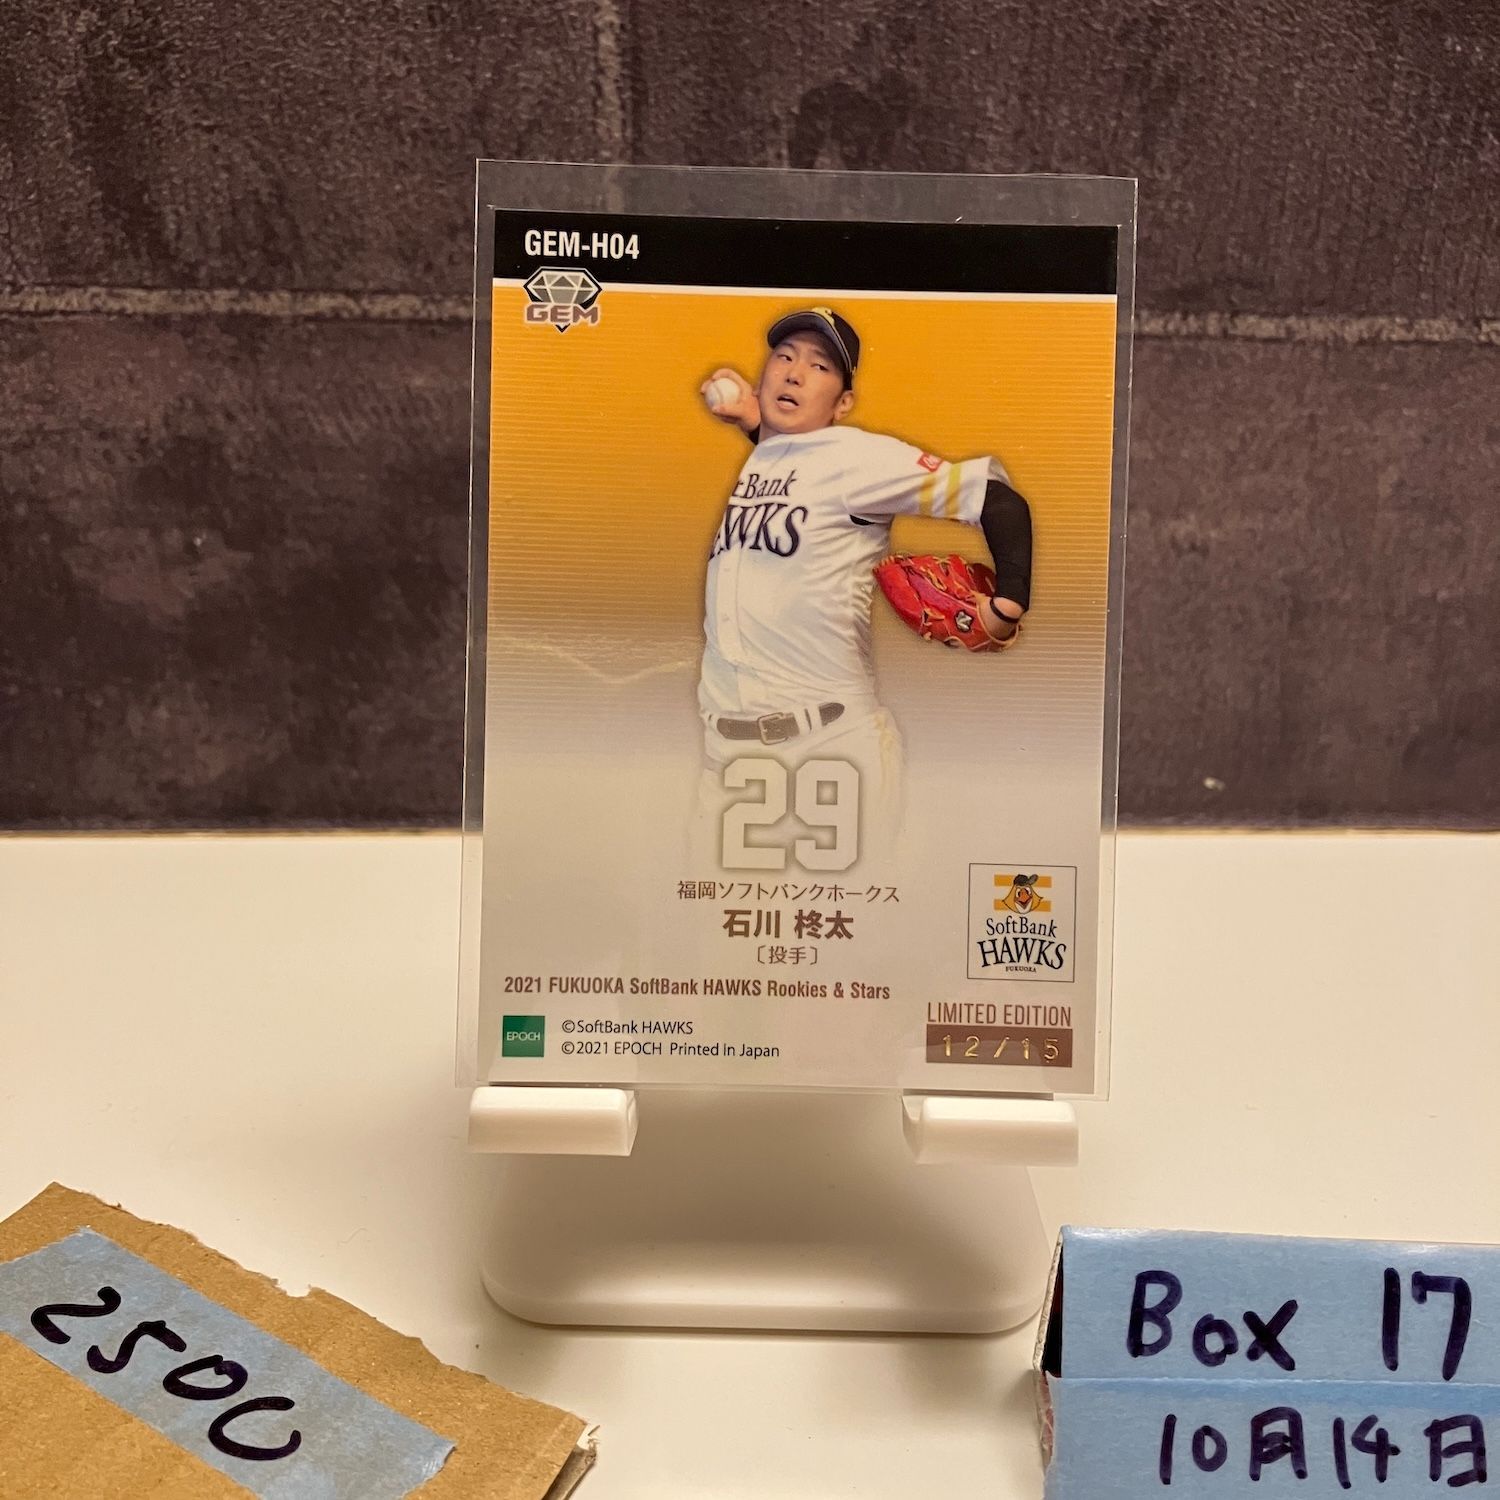 GEM-H04
GEM
SoftBank
HAWKS
29
福岡ソフトバンクホークス
石川 柊太
〔投手〕
SoftBank
HAWKS
FUKUOKA
2021 FUKUOKA SoftBank HAWKS Rookies & Stars
LIMITED EDITION
12/15
EPOCH
©SoftBank HAWKS
©2021 EPOCH Printed in Japan
2500
Box 17
10月14日